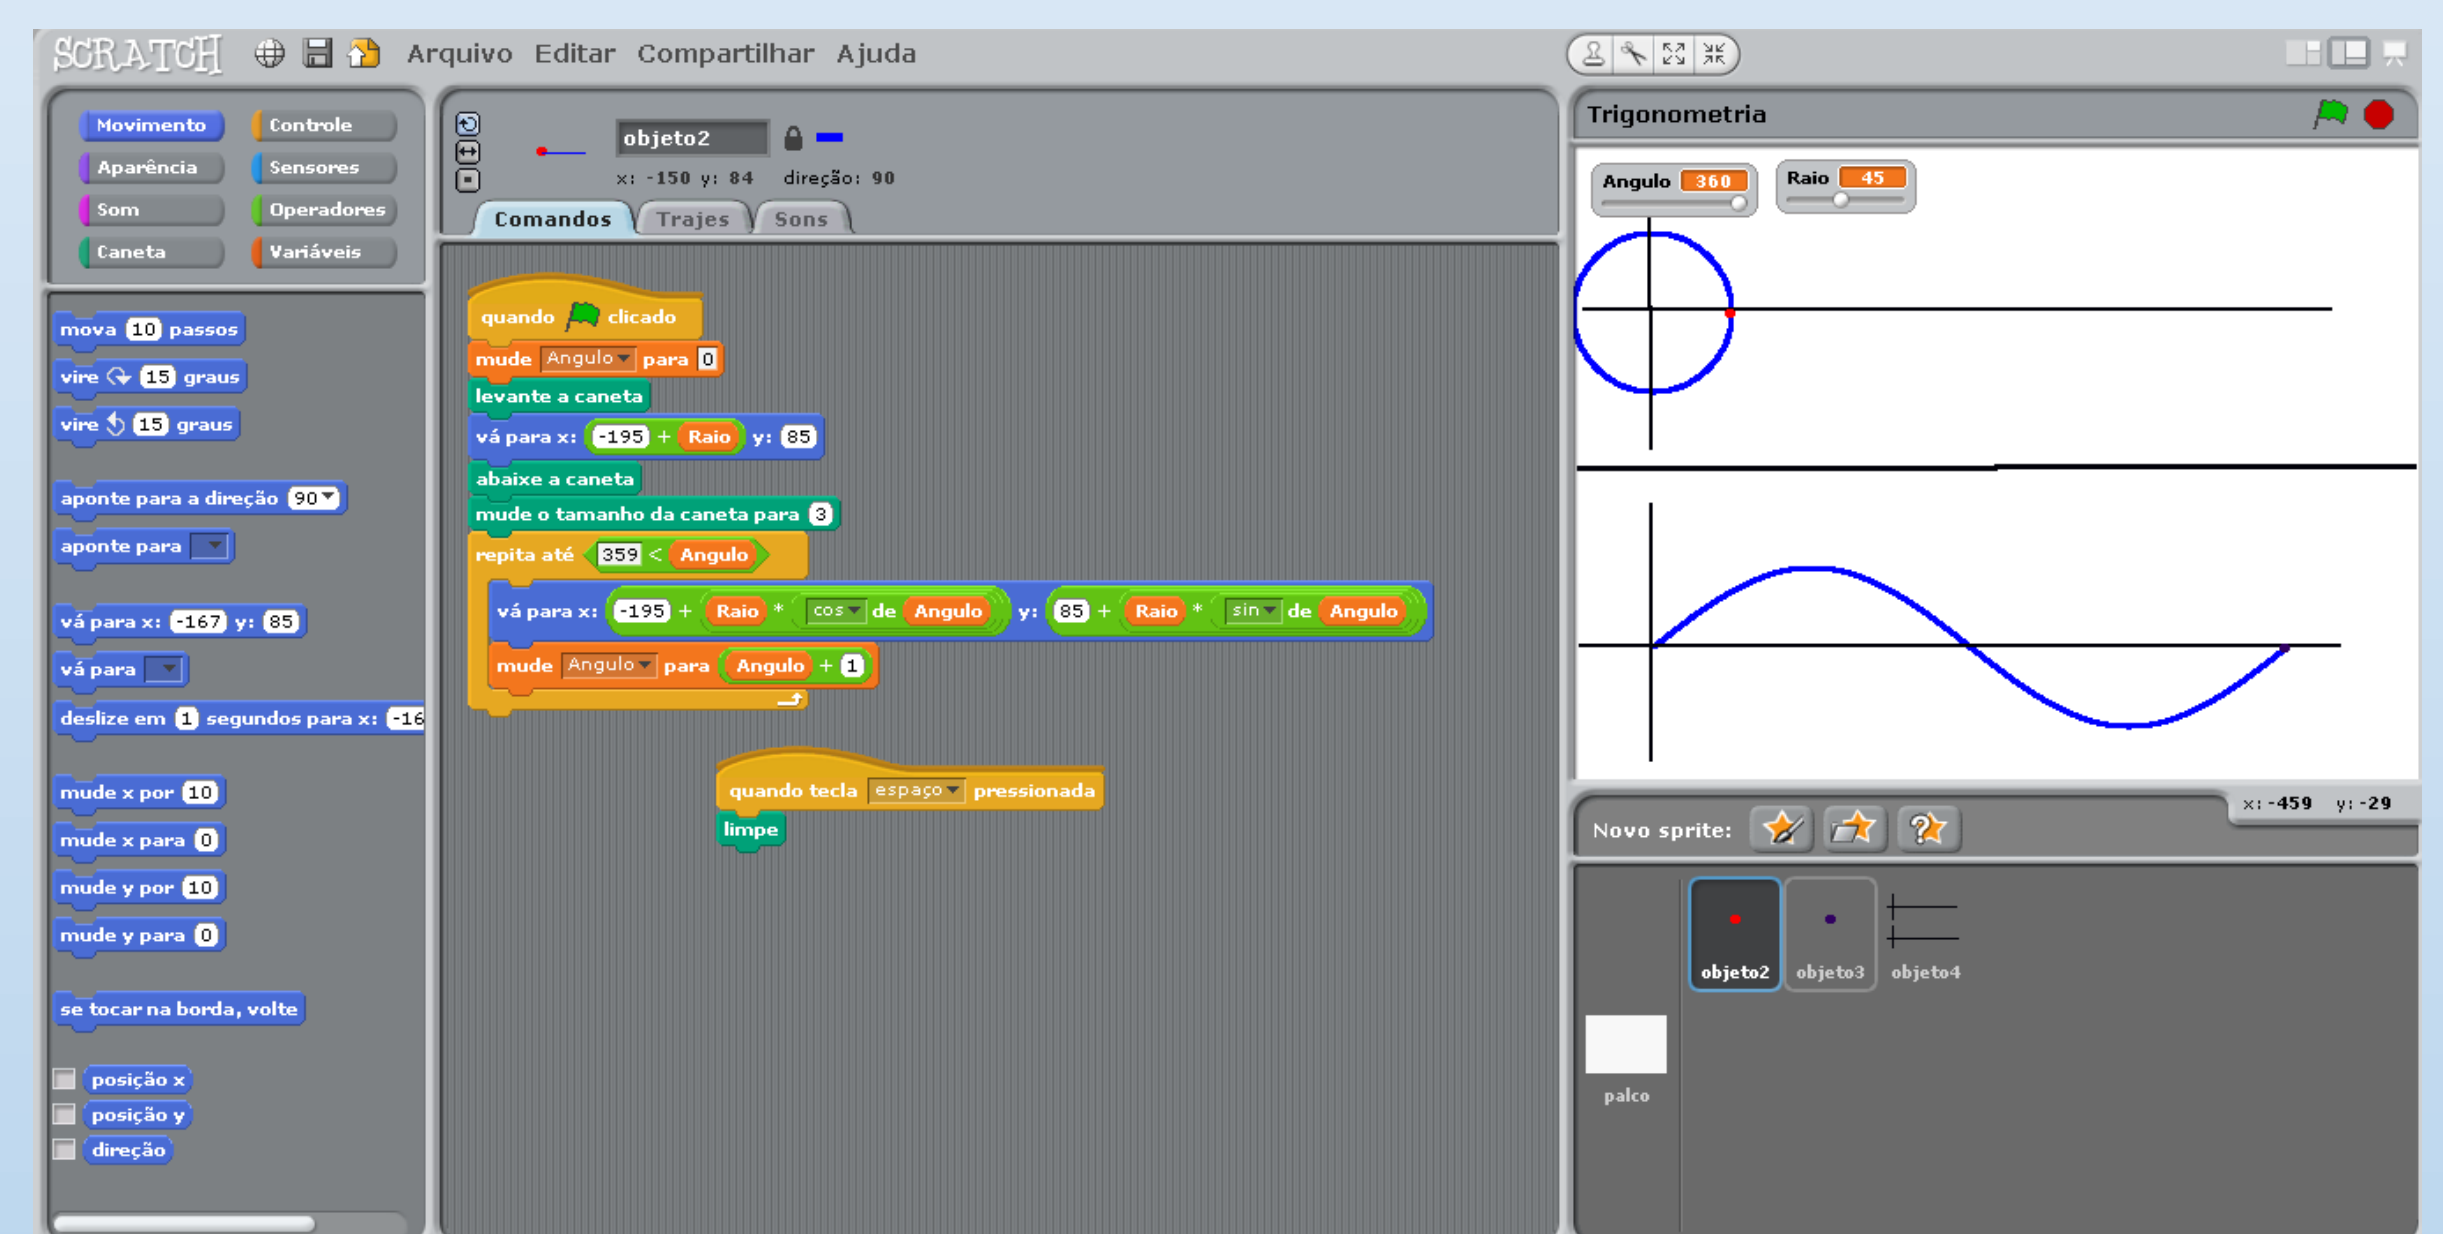 SCRATCH Arquivo Editar Compartilhar Ajuda
Movimento Controle
Aparência Sensores
Som Operadores
Caneta Variáveis
mova 10 passos
vire 15 graus
vire 15 graus
aponte para a direção 90
aponte para
vá para x: -167 y: 85
vá para
deslize em 1 segundos para x: -16
mude x por 10
mude x para 0
mude y por 10
mude y para 0
se tocar na borda, volte
posição x
posição y
direção
objeto2
x: -150 y: 84 direção: 90
Comandos Trajes Sons
quando clicado
mude Angulo para 0
levante a caneta
vá para x: -195 + Raio y: 85
abaixe a caneta
mude o tamanho da caneta para 3
repita até 359 < Angulo
vá para x: -195 + Raio * cos de Angulo y: 85 + Raio * sin de Angulo
mude Angulo para Angulo + 1
quando tecla espaço pressionada
limpe
Trigonometria
Angulo 360 Raio 45
x: -459 y: -29
Novo sprite:
objeto2 objeto3 objeto4
palco